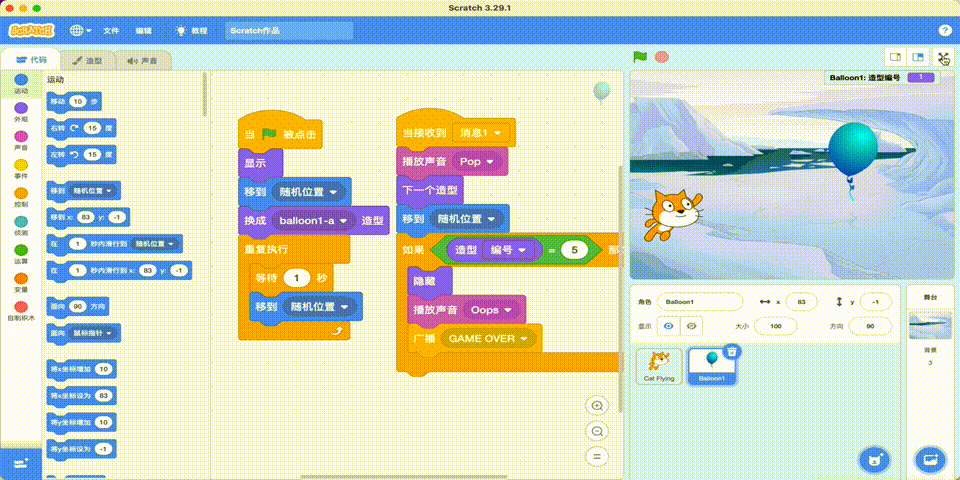 Scratch 3.29.1
SCRATCH
文件
编辑
教程
Scratch作品
?
代码
造型
声音
运动
外观
声音
事件
控制
侦测
运算
变量
自制积木
运动
移动 10 步
右转 15 度
左转 15 度
移到 随机位置
移到 x: 83 y: -1
在 1 秒内滑行到 随机位置
在 1 秒内滑行到 x: 83 y: -1
面向 90 方向
面向 鼠标指针
将x坐标增加 10
将x坐标设为 83
将y坐标增加 10
将y坐标设为 -1
当 被点击
显示
移到 随机位置
换成 balloon1-a 造型
重复执行
等待 1 秒
移到 随机位置
当接收到 消息1
播放声音 Pop
下一个造型
移到 随机位置
如果 造型 编号 = 5 那
隐藏
播放声音 Oops
广播 GAME OVER
Balloon1: 造型编号 1
角色 Balloon1 x 83 y -1
显示 大小 100 方向 90
Cat Flying
Balloon1
舞台
背景
3